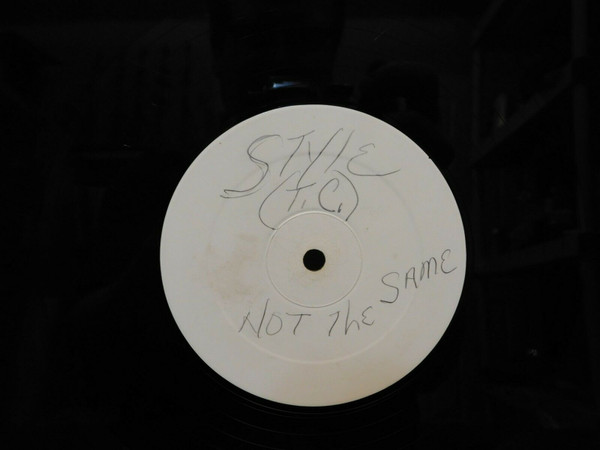 STYLE
(T.C.)
NOT The SAME